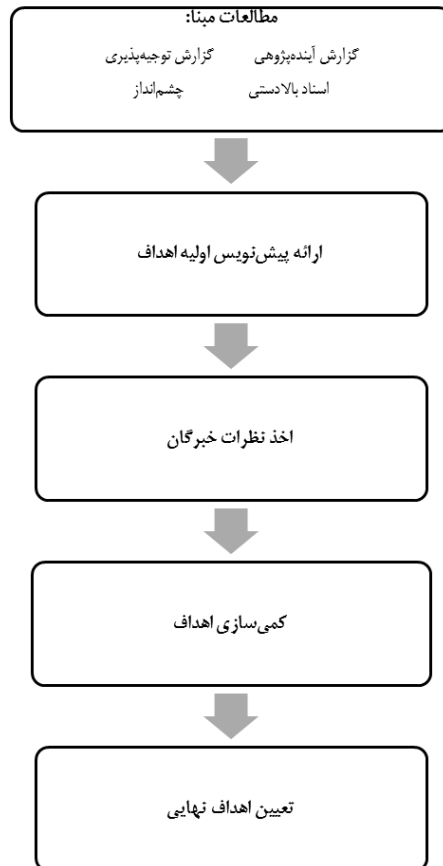 مطالعات مبنا:
گزارش آینده‌پژوهی گزارش توجیه‌پذیری
اسناد بالادستی چشم‌انداز
ارائه پیش‌نویس اولیه اهداف
اخذ نظرات خبرگان
کمی‌سازی اهداف
تعیین اهداف نهایی